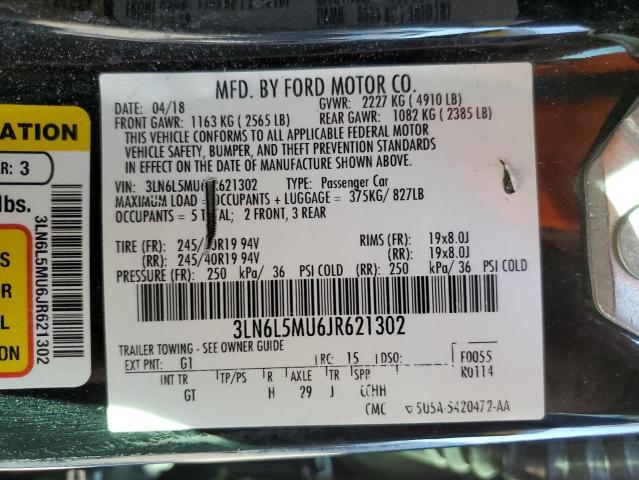 MFD. BY FORD MOTOR CO.
DATE: 04/18 GVWR: 2227 KG ( 4910 LB)
FRONT GAWR: 1163 KG ( 2565 LB) REAR GAWR: 1082 KG ( 2385 LB)
THIS VEHICLE CONFORMS TO ALL APPLICABLE FEDERAL MOTOR
VEHICLE SAFETY, BUMPER, AND THEFT PREVENTION STANDARDS
IN EFFECT ON THE DATE OF MANUFACTURE SHOWN ABOVE.
VIN: 3LN6L5MU6 R621302 TYPE: Passenger Car
MAXIMUM LOAD = OCCUPANTS + LUGGAGE = 375KG/ 827LB
OCCUPANTS = 5 T AL; 2 FRONT, 3 REAR
TIRE (FR): 245/ 0R19 94V RIMS (FR): 19x8.0J
(RR): 245/40R19 94V (RR): 19x8.0J
PRESSURE (FR): 250 kPa/ 36 PSI COLD (RR): 250 kPa/ 36 PSI COLD
3LN6L5MU6JR621302
TRAILER TOWING - SEE OWNER GUIDE
EXT PNT: G1 RC: 15 DSO: F0055
R0114
INT TR TP/PS R AXLE TR SPP
GT H 29 J
CMC 5U5A-5420472-AA
ATION
R: 3
lbs.
S
R
L
ION
3LN6L5MU6JR621302